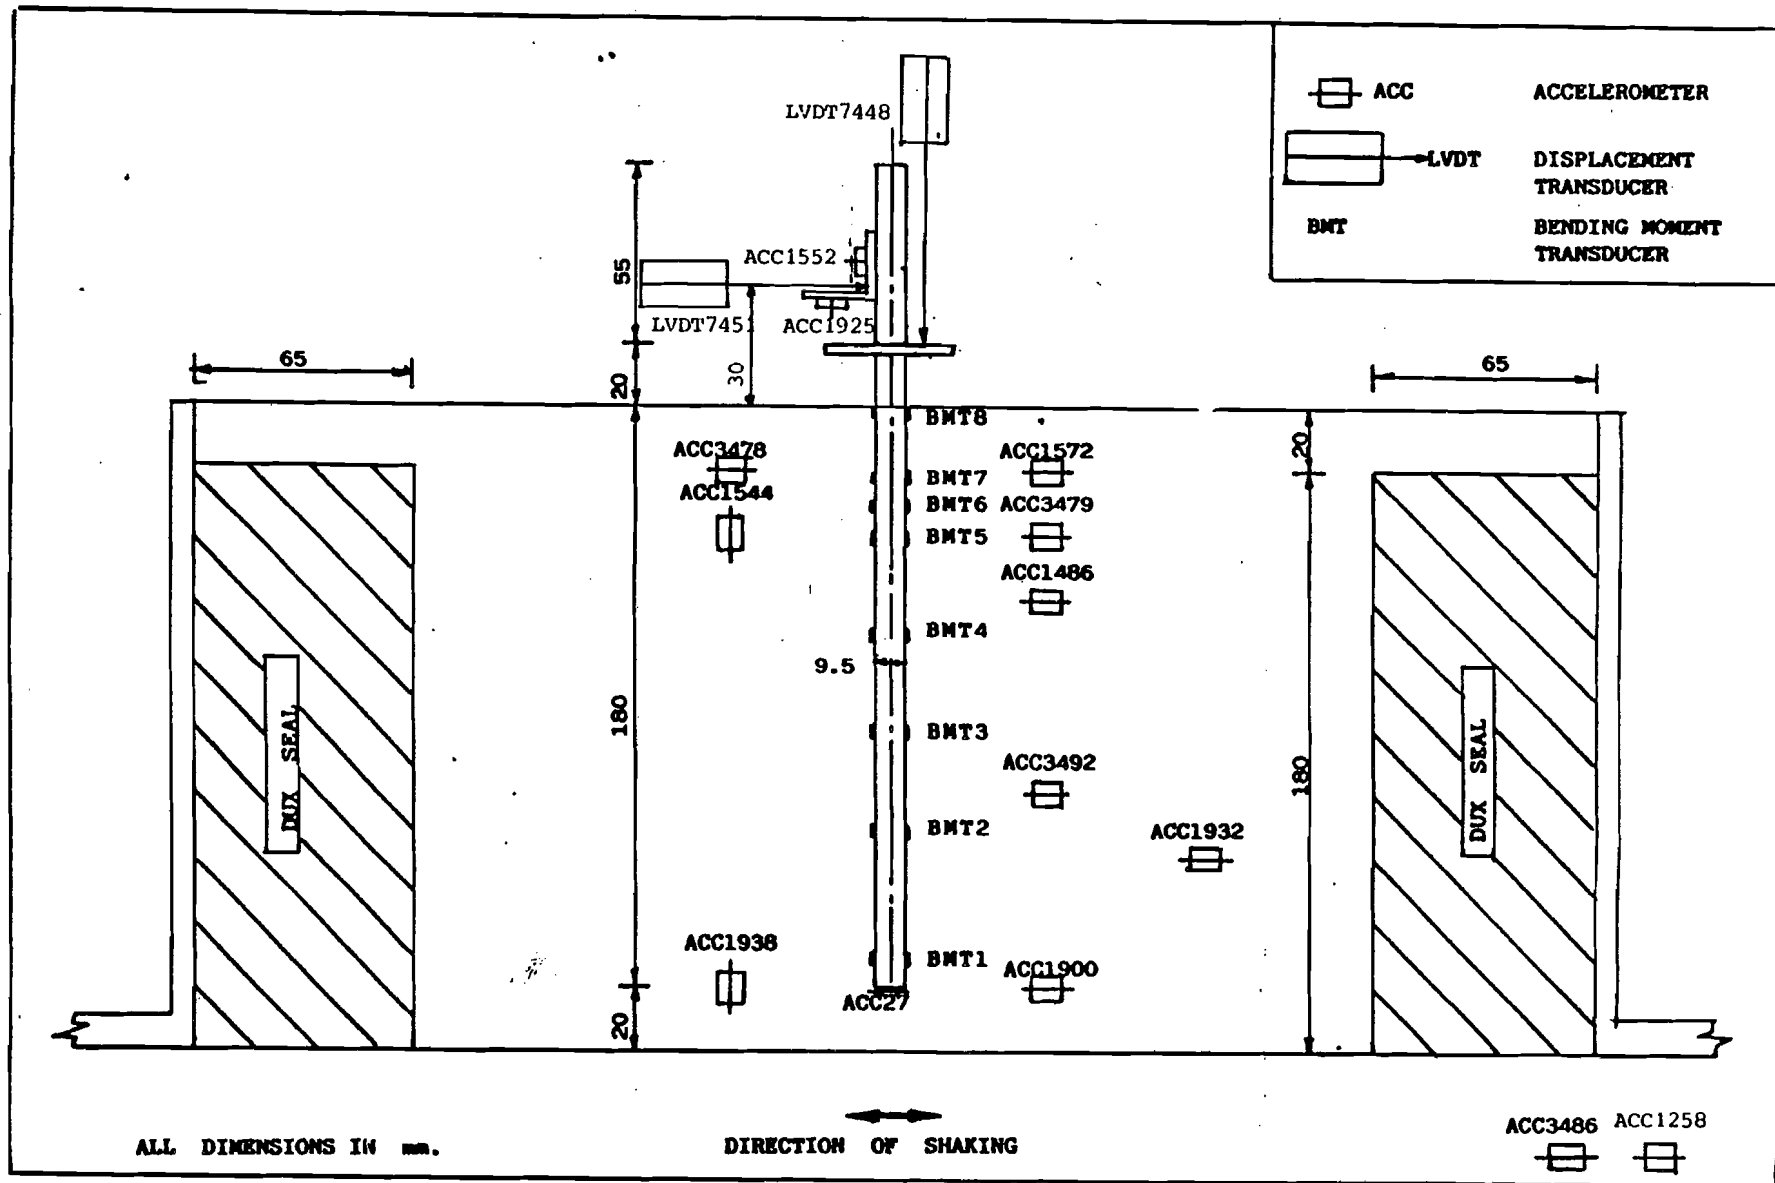 ACC ACCELEROMETER
LVDT DISPLACEMENT
TRANSDUCER
BMT BENDING MOMENT
TRANSDUCER
LVDT7448
ACC1552
55
LVDT745
ACC1925
30
20
65
65
BMT8
ACC3478
ACC1572
20
BMT7
ACC1544
BMT6
ACC3479
BMT5
ACC1486
BMT4
9.5
180
BMT3
ACC3492
180
DUX SEAL
DUX SEAL
BMT2
ACC1932
ACC1938
BMT1
ACC1900
ACC27
20
ALL DIMENSIONS IN mm.
DIRECTION OF SHAKING
ACC3486 ACC1258